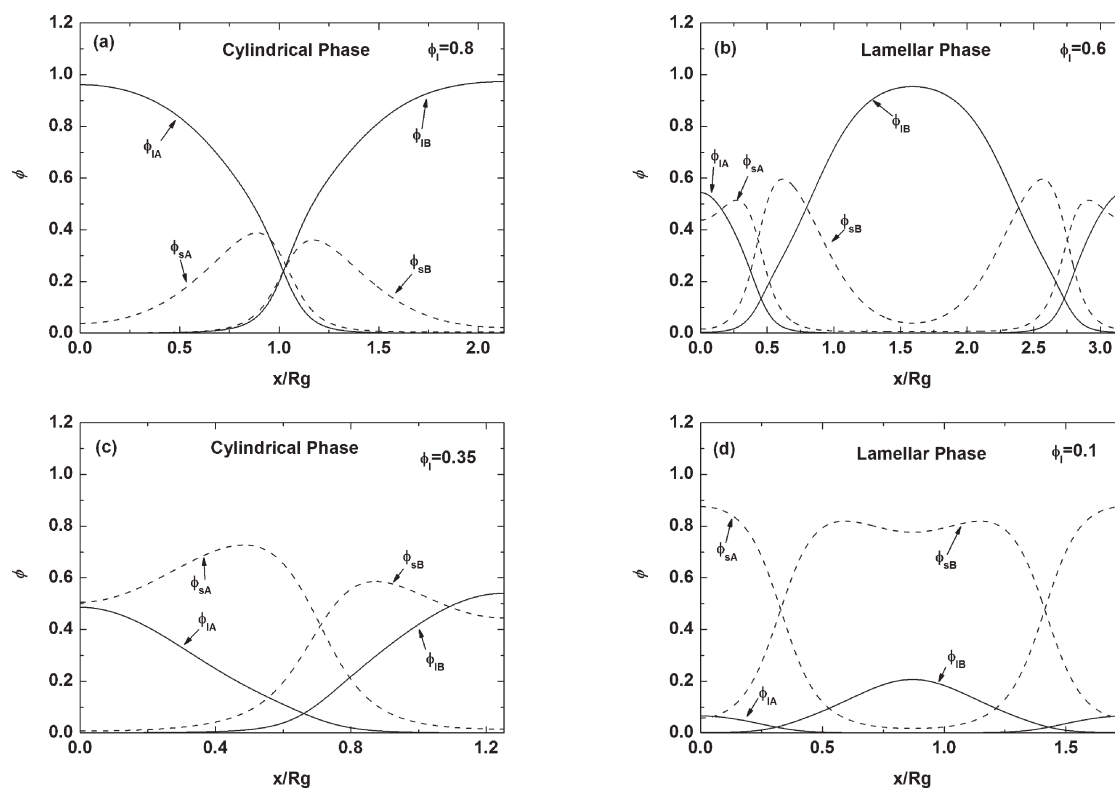 (a) Cylindrical Phase ϕl=0.8
1.2
1.0
0.8
0.6
0.4
0.2
0.0
ϕ
ϕlA
ϕlB
ϕsA
ϕsB
0.0 0.5 1.0 1.5 2.0
x/Rg
(b) Lamellar Phase ϕl=0.6
1.2
1.0
0.8
0.6
0.4
0.2
0.0
ϕ
ϕlB
ϕlA
ϕsA
ϕsB
0.0 0.5 1.0 1.5 2.0 2.5 3.0
x/Rg
(c) Cylindrical Phase
ϕl=0.35
1.2
1.0
0.8
0.6
0.4
0.2
0.0
ϕ
ϕsB
ϕsA
ϕlA
ϕlB
0.0 0.4 0.8 1.2
x/Rg
(d) Lamellar Phase ϕl=0.1
1.2
1.0
0.8
0.6
0.4
0.2
0.0
ϕ
ϕsA
ϕsB
ϕlB
ϕlA
0.0 0.5 1.0 1.5
x/Rg